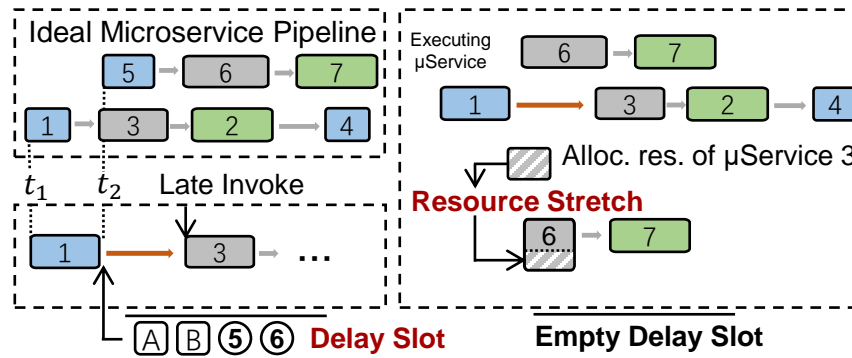 Ideal Microservice Pipeline
5 6 7
1 3 2 4
t1 t2 Late Invoke
1 3 ...
A B 5 6 Delay Slot
Executing
μService
6 7
1 3 2 4
Alloc. res. of μService 3
Resource Stretch
6 7
Empty Delay Slot